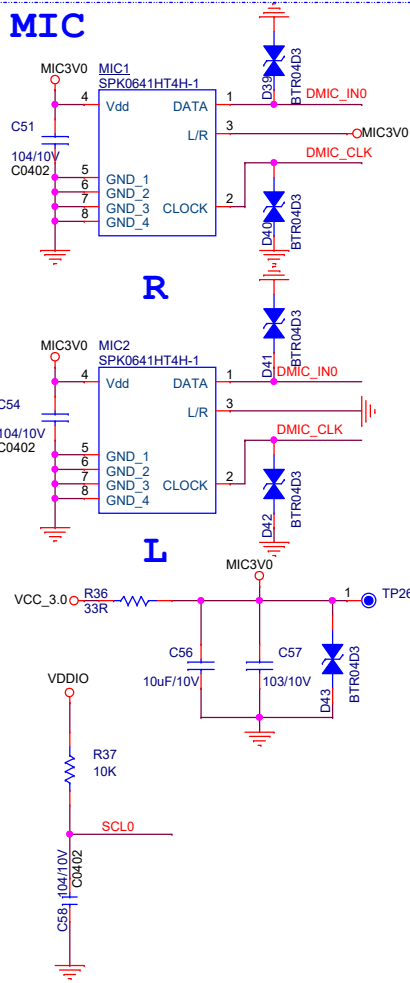 MIC
MIC3V0
MIC1
SPK0641HT4H-1
D39
BTR04D3
4
Vdd
DATA
1
DMIC_IN0
C51
104/10V
C0402
L/R
3
MIC3V0
DMIC_CLK
5
GND_1
6
GND_2
7
GND_3
8
GND_4
CLOCK
2
D40
BTR04D3
R
MIC3V0
MIC2
SPK0641HT4H-1
D41
BTR04D3
4
Vdd
DATA
1
DMIC_IN0
C54
104/10V
C0402
L/R
3
DMIC_CLK
5
GND_1
6
GND_2
7
GND_3
8
GND_4
CLOCK
2
D42
BTR04D3
L
MIC3V0
VCC_3.0
R36
33R
1
TP26
C56
10uF/10V
C57
103/10V
D43
BTR04D3
VDDIO
R37
10K
SCL0
C58
104/10V
C0402